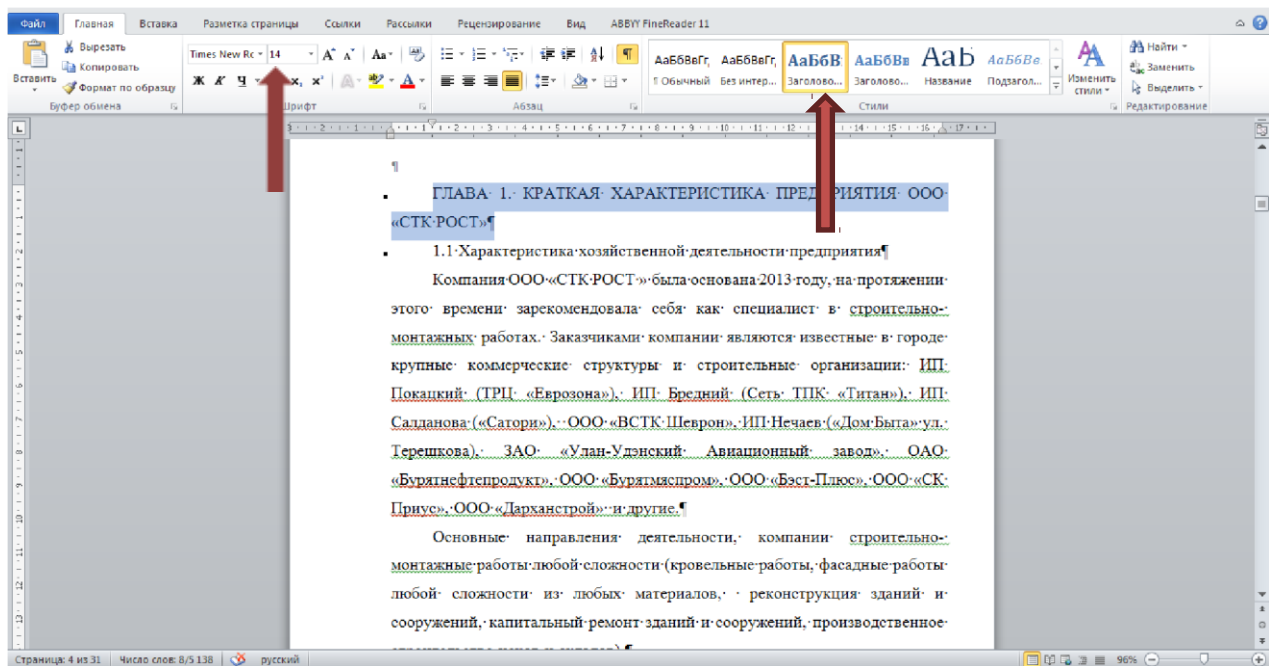 Файл Главная Вставка Разметка страницы Ссылки Рассылки Рецензирование Вид ABBYY FineReader 11
Вставить
Вырезать
Копировать
Формат по образцу
Буфер обмена
Times New Rc 14
Ж К Ч
Шрифт
Абзац
АаБбВвГг, АаБбВвГг, АаБбВ АаБбВв АаЬ АаБбВв
¶ Обычный Без интер... Заголово... Заголово... Название Подзагол...
Стили
Изменить стили
Найти
Заменить
Выделить
Редактирование
¶
ГЛАВА· 1.· КРАТКАЯ· ХАРАКТЕРИСТИКА· ПРЕД РИЯТИЯ· ООО·
«СТК·РОСТ»¶
1.1·Характеристика·хозяйственной·деятельности·предприятия¶
Компания·ООО·«СТК·РОСТ·»·была·основана·2013·году,·на·протяжении·
этого· времени· зарекомендовала· себя· как· специалист· в· строительно-·
монтажных· работах.· Заказчиками· компании· являются· известные· в· городе·
крупные· коммерческие· структуры· и· строительные· организации:· ИП·
Покацкий· (ТРЦ· «Еврозона»),· ИП· Бредний· (Сеть· ТПК· «Титан»),· ИП·
Салданова·(«Сатори»),··ООО·«ВСТК·Шеврон»,·ИП·Нечаев·(«Дом·Быта»·ул.·
Терешкова),· ЗАО· «Улан-Удэнский· Авиационный· завод»,· ОАО·
«Бурятнефтепродукт»,·ООО·«Бурятмяспром»,·ООО·«Бэст-Плюс»,·ООО·«СК·
Приус»,·ООО·«Дарханстрой»··и·другие.¶
Основные· направления· деятельности,· компании· строительно-·
монтажные·работы·любой·сложности·(кровельные·работы,·фасадные·работы·
любой· сложности· из· любых· материалов,· · реконструкция· зданий· и·
сооружений,·капитальный·ремонт·зданий·и·сооружений,·производственное·
Страница: 4 из 31 Число слов: 8/5 138 русский 96%